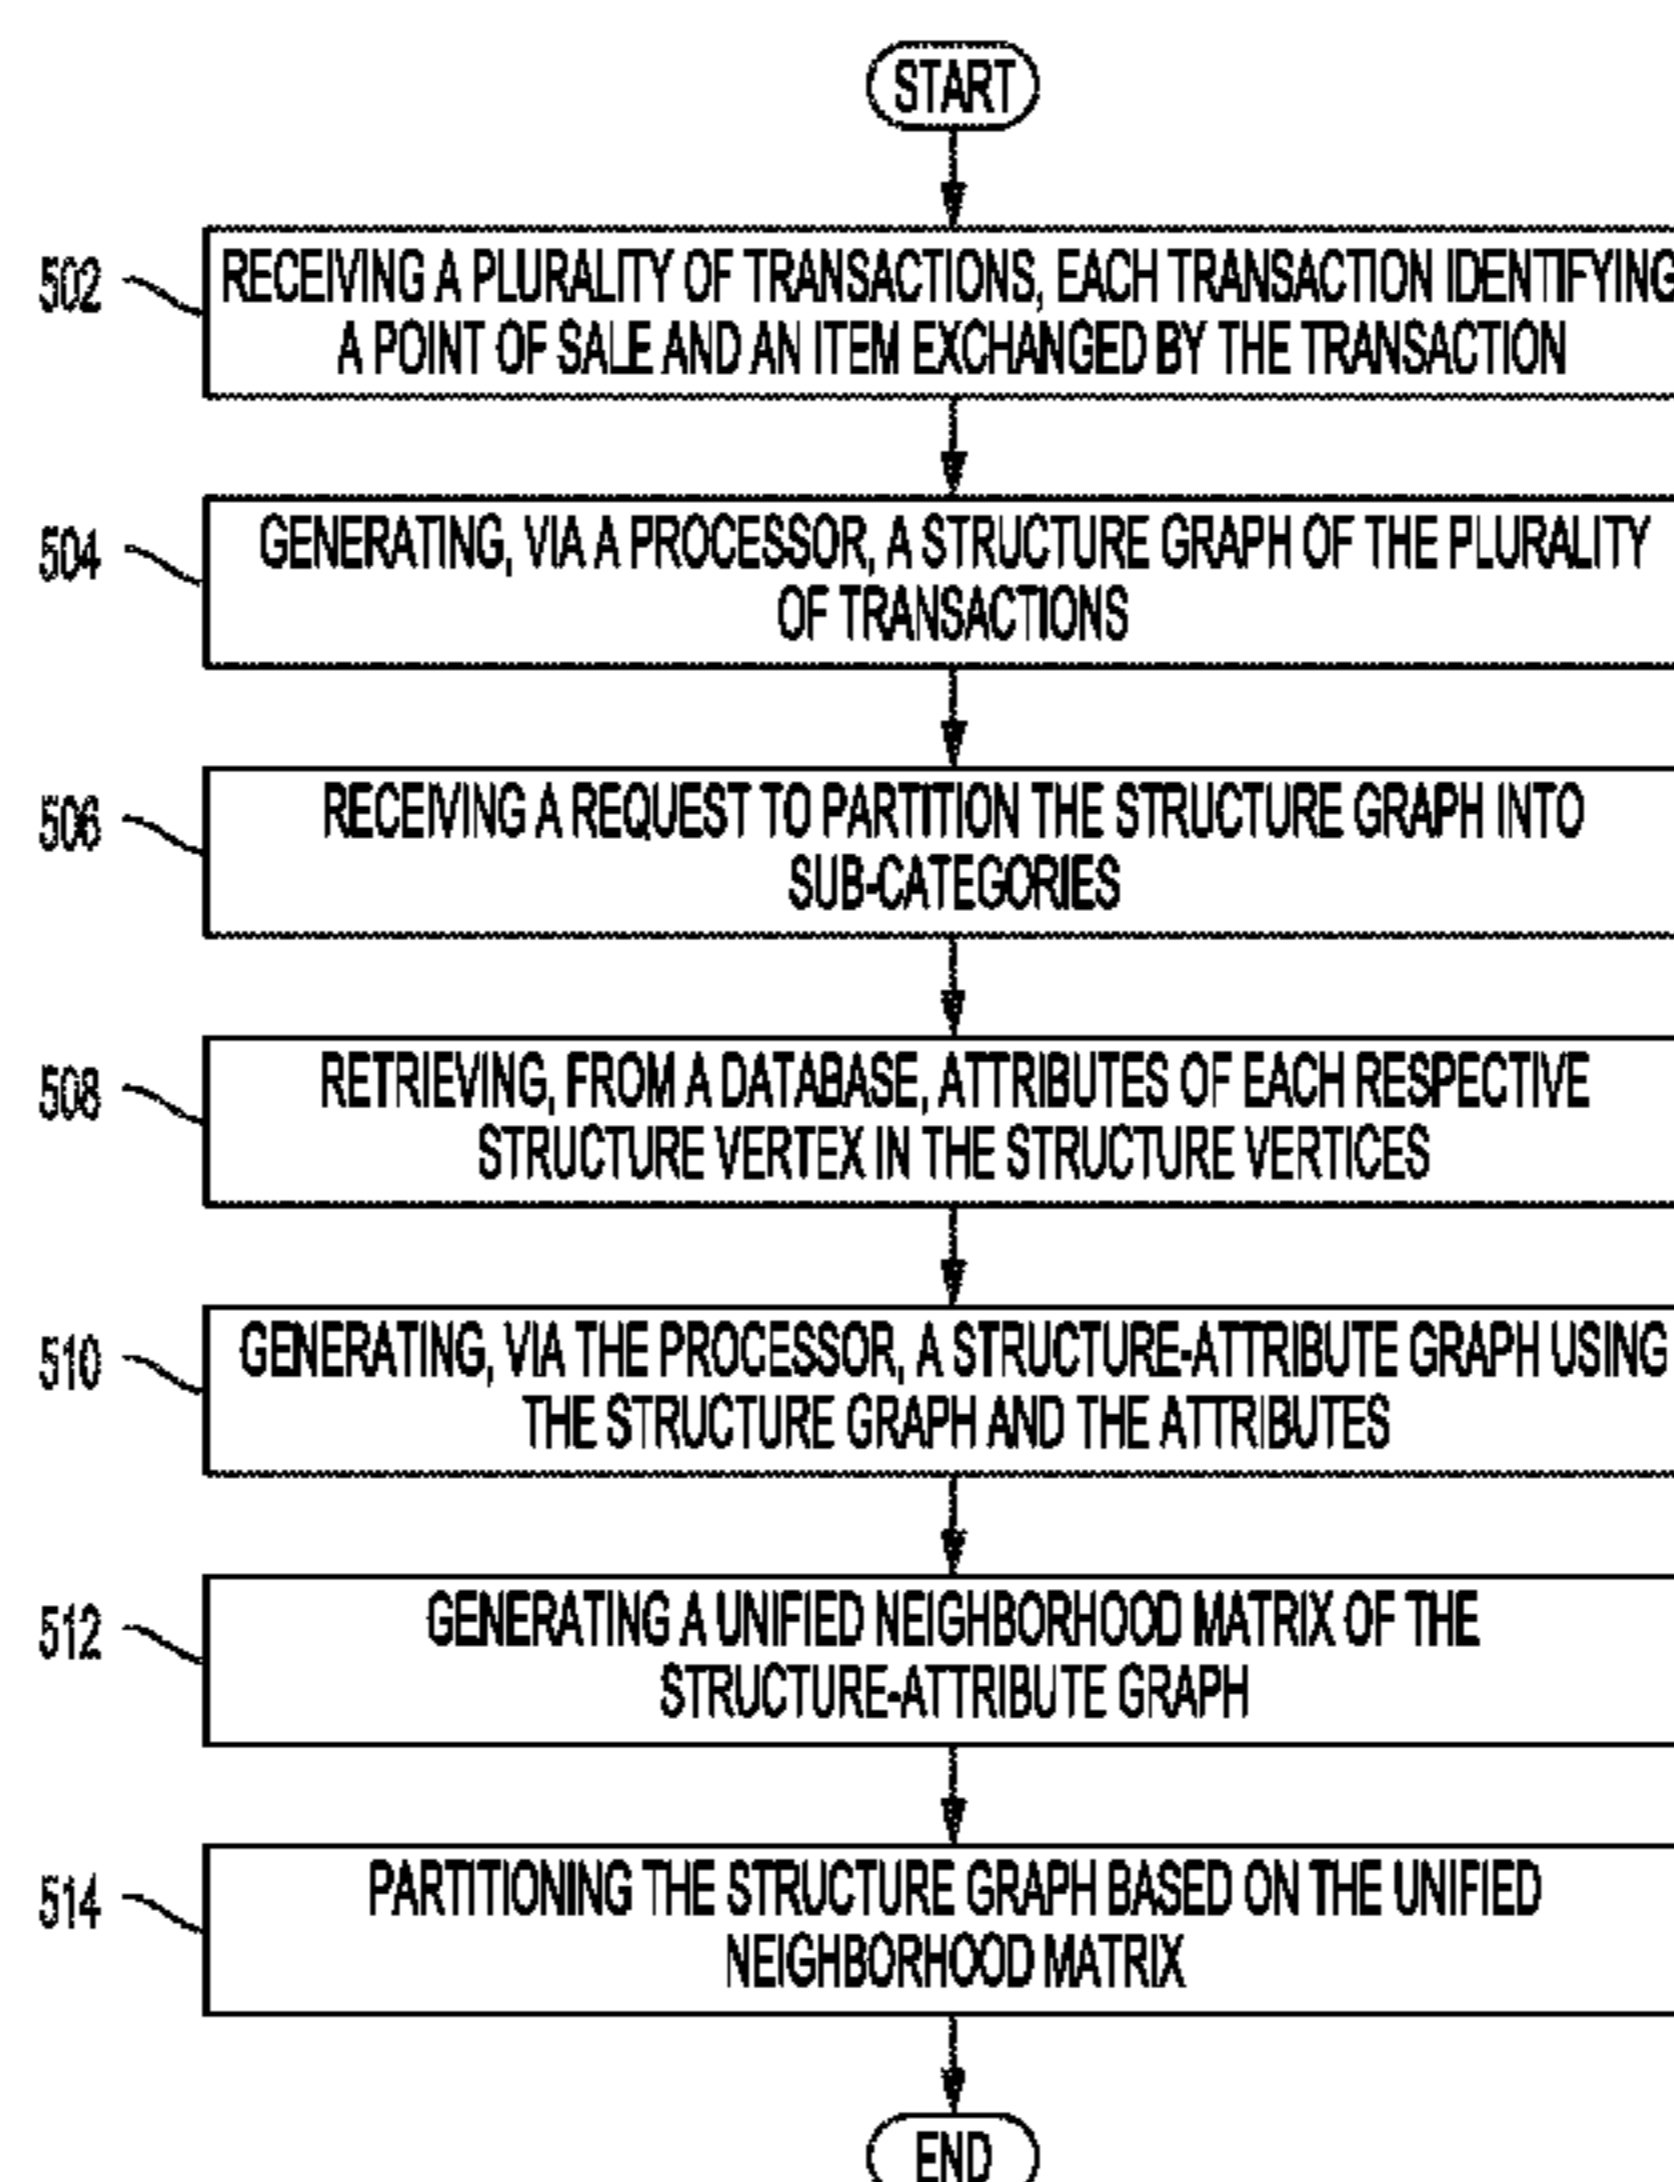 START
502
RECEIVING A PLURALITY OF TRANSACTIONS, EACH TRANSACTION IDENTIFYING
A POINT OF SALE AND AN ITEM EXCHANGED BY THE TRANSACTION
504
GENERATING, VIA A PROCESSOR, A STRUCTURE GRAPH OF THE PLURALITY
OF TRANSACTIONS
506
RECEIVING A REQUEST TO PARTITION THE STRUCTURE GRAPH INTO
SUB-CATEGORIES
508
RETRIEVING, FROM A DATABASE, ATTRIBUTES OF EACH RESPECTIVE
STRUCTURE VERTEX IN THE STRUCTURE VERTICES
510
GENERATING, VIA THE PROCESSOR, A STRUCTURE-ATTRIBUTE GRAPH USING
THE STRUCTURE GRAPH AND THE ATTRIBUTES
512
GENERATING A UNIFIED NEIGHBORHOOD MATRIX OF THE
STRUCTURE-ATTRIBUTE GRAPH
514
PARTITIONING THE STRUCTURE GRAPH BASED ON THE UNIFIED
NEIGHBORHOOD MATRIX
END